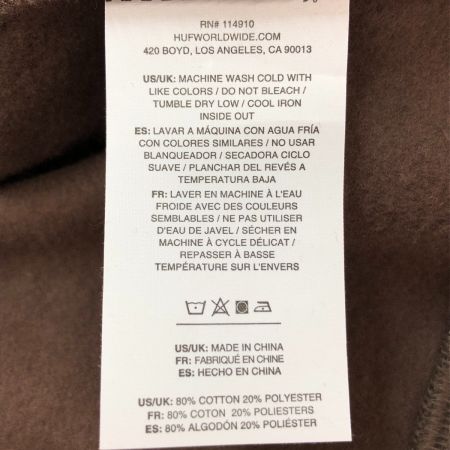 RN# 114910
HUFWORLDWIDE.COM
420 BOYD, LOS ANGELES, CA 90013
US/UK: MACHINE WASH COLD WITH
LIKE COLORS / DO NOT BLEACH /
TUMBLE DRY LOW / COOL IRON
INSIDE OUT
ES: LAVAR A MÁQUINA CON AGUA FRÍA
CON COLORES SIMILARES / NO USAR
BLANQUEADOR / SECADORA CICLO
SUAVE / PLANCHAR DEL REVÉS A
TEMPERATURA BAJA
FR: LAVER EN MACHINE À L'EAU
FROIDE AVEC DES COULEURS
SEMBLABLES / NE PAS UTILISER
D'EAU DE JAVEL / SÉCHER EN
MACHINE À CYCLE DÉLICAT /
REPASSER À BASSE
TEMPÉRATURE SUR L'ENVERS
US/UK: MADE IN CHINA
FR: FABRIQUÉ EN CHINE
ES: HECHO EN CHINA
US/UK: 80% COTTON 20% POLYESTER
FR: 80% COTON 20% POLIESTERS
ES: 80% ALGODÓN 20% POLIÉSTER